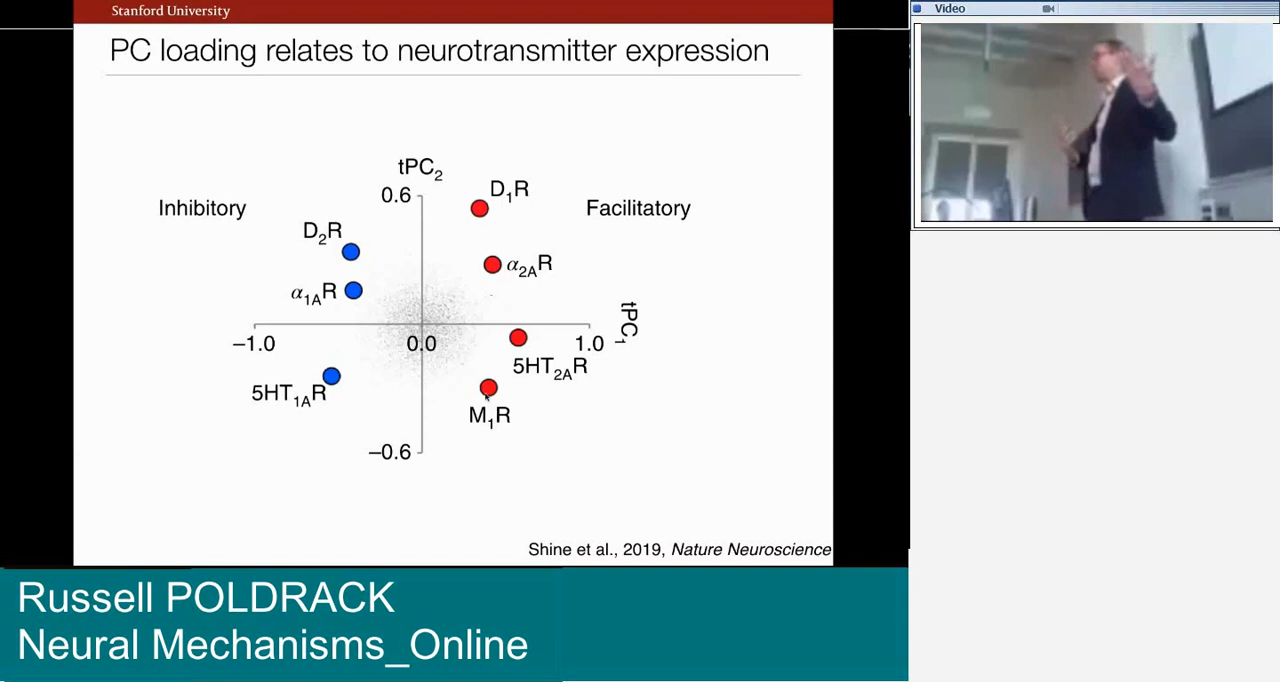 Stanford University
Video
PC loading relates to neurotransmitter expression
tPC₂
0.6
D₁R
Inhibitory
Facilitatory
D₂R
α₂AR
α₁AR
tPC₁
−1.0
0.0
1.0
5HT₂AR
5HT₁AR
M₁R
−0.6
Shine et al., 2019, Nature Neuroscience
Russell POLDRACK
Neural Mechanisms_Online